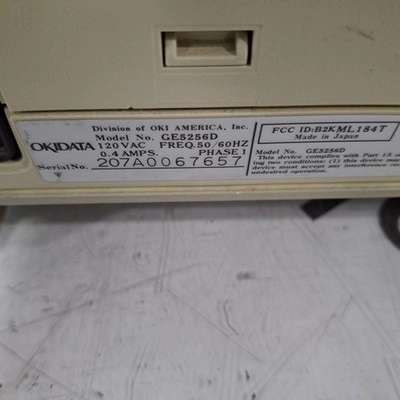 OKIDATA
Division of OKI AMERICA, Inc.
Model No. GE5256D
120 VAC FREQ. 50/60HZ
0.4 AMPS. PHASE 1
Serial No. 207A0067657
FCC ID:B2KML184T
Made in Japan
Model No. GE5256D
This device complies with Part 15
ing two conditions: (1) this device
device must accept any interference
undesired operation.